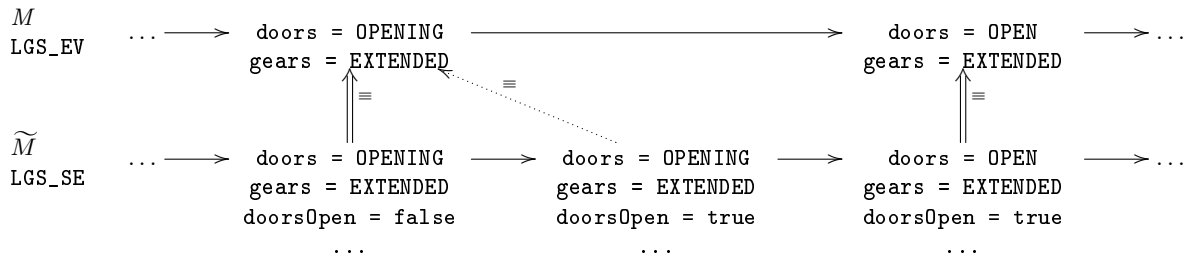 M
LGS_EV
... doors = OPENING doors = OPEN ...
gears = EXTENDED gears = EXTENDED
≡ ≡ ≡
M̃
LGS_SE
... doors = OPENING doors = OPENING doors = OPEN ...
gears = EXTENDED gears = EXTENDED gears = EXTENDED
doorsOpen = false doorsOpen = true doorsOpen = true
... ... ...